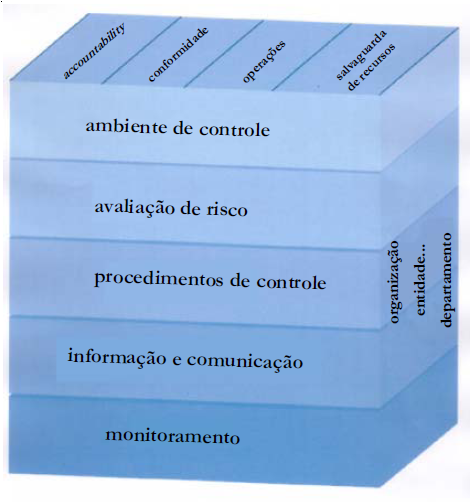 accountability
conformidade
operações
salvaguarda
de recursos
ambiente de controle
avaliação de risco
procedimentos de controle
informação e comunicação
monitoramento
organização
entidade...
departamento